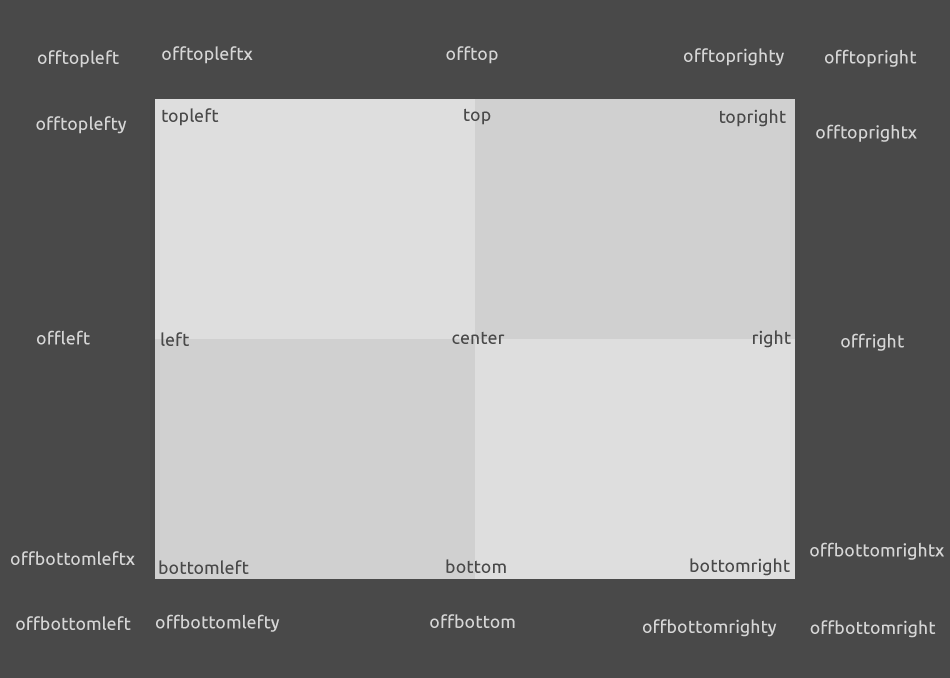 offtopleft offtopleftx offtop offtoprighty offtopright
offtoplefty topleft top topright offtoprightx
offleft left center right offright
offbottomleftx bottomleft bottom bottomright offbottomrightx
offbottomleft offbottomlefty offbottom offbottomrighty offbottomright